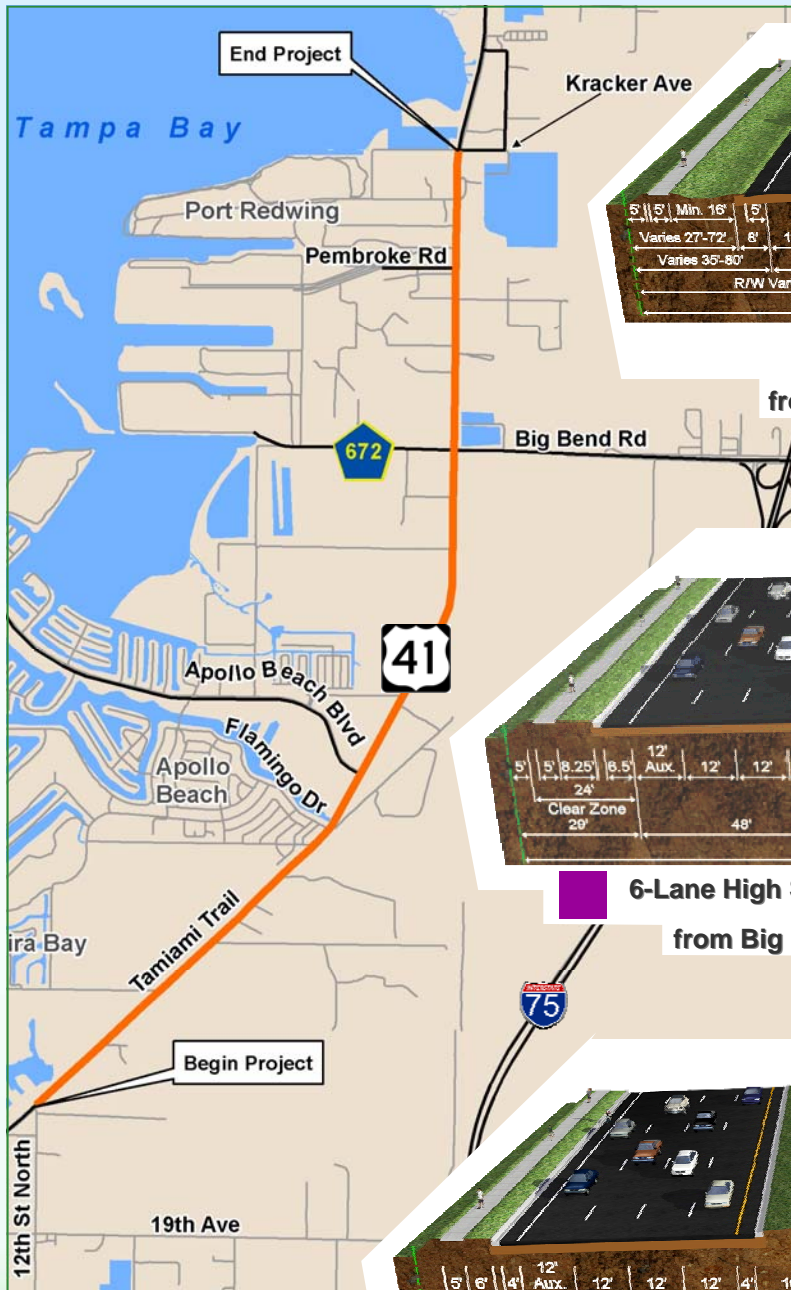 End Project
Kracker Ave
Tampa Bay
Port Redwing
Pembroke Rd
5' 5' Min. 16' 5'
Varies 27'-72' 8'
Varies 35'-80'
R/W Var
672
Big Bend Rd
41
Apollo Beach Blvd
Flamingo Dr
Apollo
Beach
12'
5' 5' 8.25' 6.5' Aux. 12' 12'
24'
Clear Zone
29' 48'
6-Lane High
from Big
Tamiami Trail
ira Bay
INTERSTATE
75
Begin Project
12th St North
19th Ave
12'
5' 6' 4' Aux. 12' 12' 12' 4'